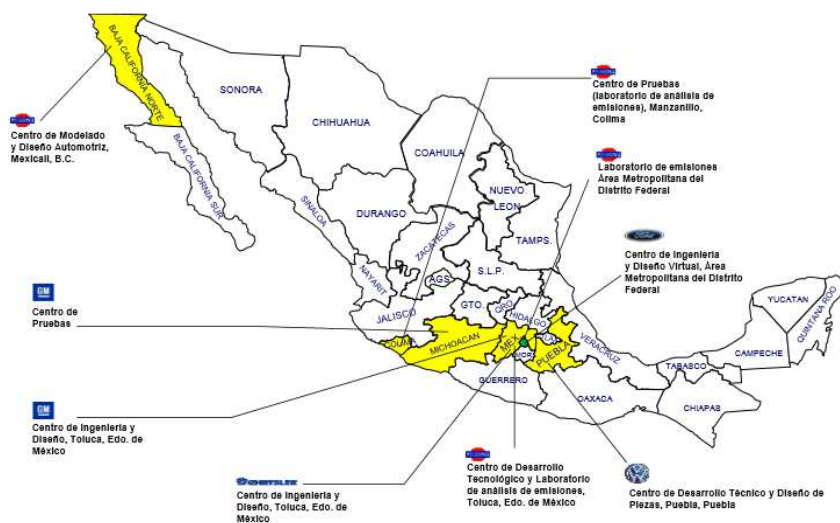 BAJA CALIFORNIA NORTE
SONORA
CHIHUAHUA
COAHUILA
NUEVO
LEON
TAMPS.
BAJA CALIFORNIA SUR
SINALOA
DURANGO
ZACATECAS
S.L.P.
NAYARIT
AGS.
JALISCO
GTO.
QRO
HIDALGO
MICHOACAN
MEX
MOR
PUEBLA
VERACRUZ
GUERRERO
OAXACA
TABASCO
CHIAPAS
CAMPECHE
YUCATAN
QUINTANA ROO
Centro de Modelado
y Diseño Automotriz,
Mexicali, B.C.
Centro de Pruebas
(laboratorio de análisis de
emisiones), Manzanillo,
Colima
Laboratorio de emisiones
Área Metropolitana del
Distrito Federal
Ford
Centro de Ingenieria
y Diseño Virtual, Área
Metropolitana del Distrito
Federal
GM
Centro de
Pruebas
GM
Centro de Ingenieria y
Diseño, Toluca, Edo. de
México
CHRYSLER
Centro de Ingenieria y
Diseño, Toluca, Edo. de
México
Centro de Desarrollo
Tecnológico y Laboratorio
de análisis de emisiones,
Toluca, Edo. de México
Centro de Desarrollo Técnico y Diseño de
Piezas, Puebla, Puebla